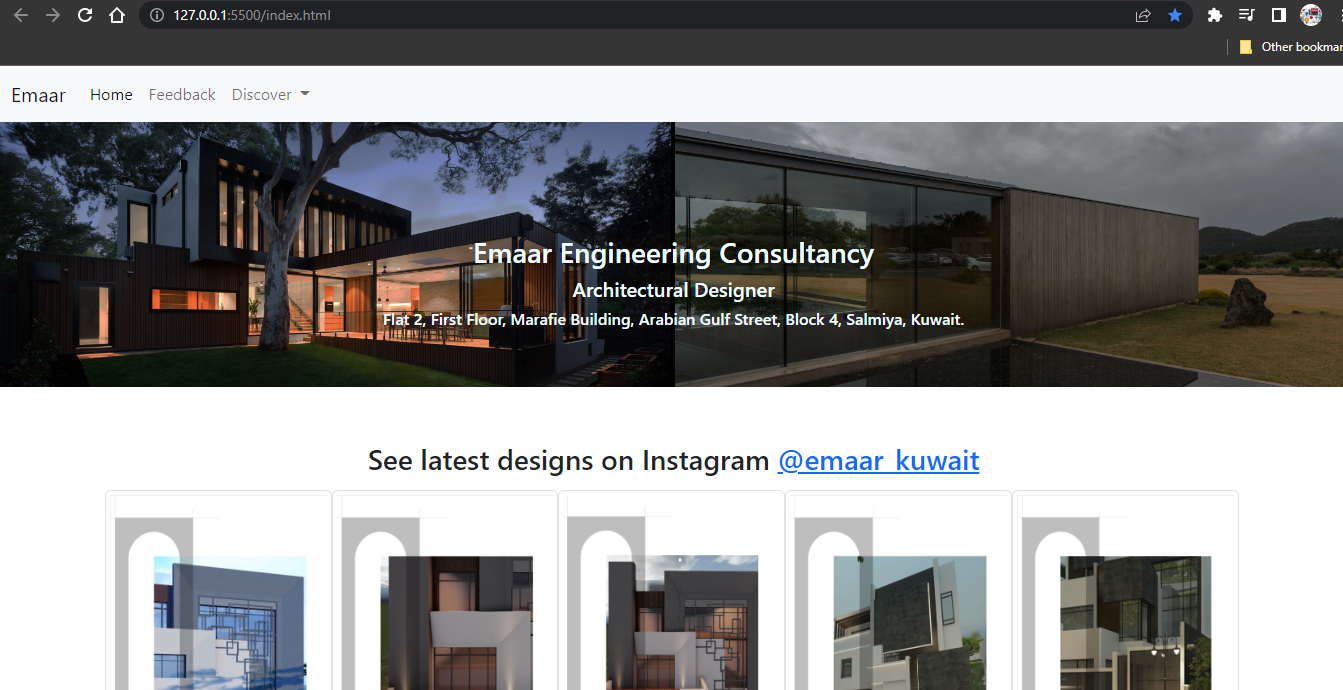 127.0.0.1:5500/index.html
Other bookmar
Emaar Home Feedback Discover
Emaar Engineering Consultancy
Architectural Designer
Flat 2, First Floor, Marafie Building, Arabian Gulf Street, Block 4, Salmiya, Kuwait.
See latest designs on Instagram @emaar_kuwait